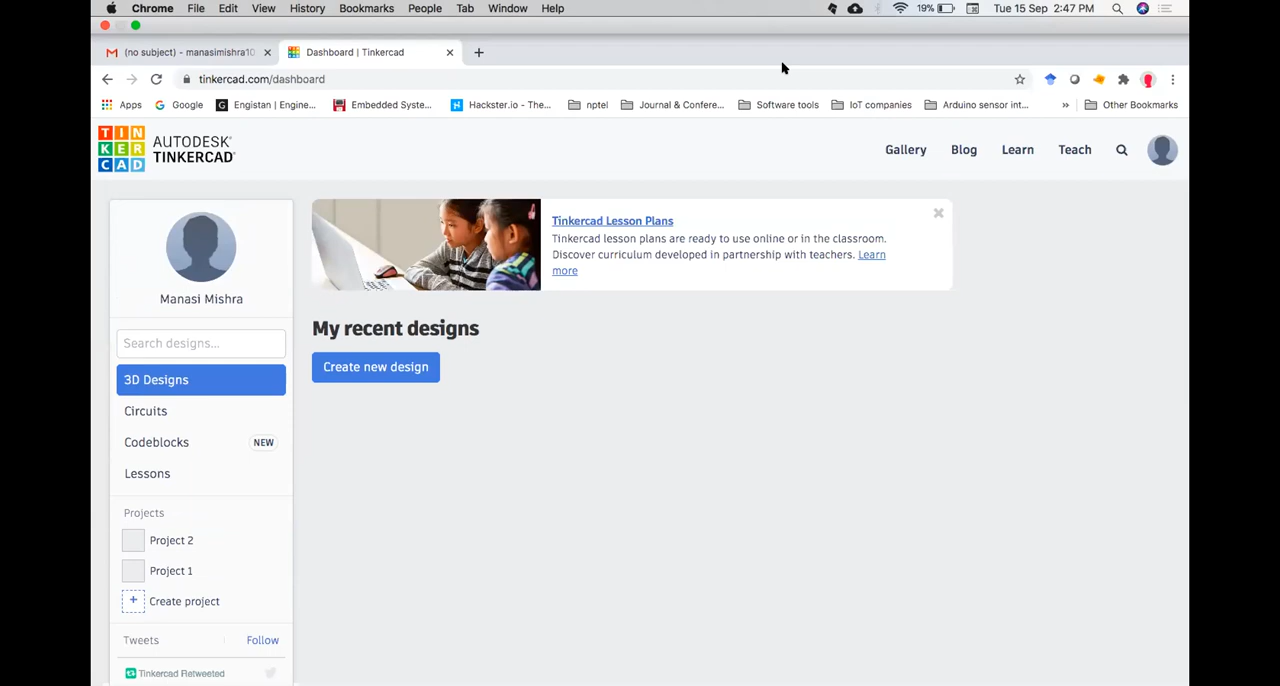 Chrome File Edit View History Bookmarks People Tab Window Help 19% Tue 15 Sep 2:47 PM
(no subject) - manasimishra10 Dashboard | Tinkercad
tinkercad.com/dashboard
Apps Google Engistan | Engine... Embedded Syste... Hackster.io - The... nptel Journal & Confere... Software tools IoT companies Arduino sensor int... » Other Bookmarks
TIN
KER
CAD
AUTODESK®
TINKERCAD®
Gallery Blog Learn Teach
Tinkercad Lesson Plans
Tinkercad lesson plans are ready to use online or in the classroom.
Discover curriculum developed in partnership with teachers. Learn
more
Manasi Mishra
My recent designs
Search designs...
Create new design
3D Designs
Circuits
Codeblocks NEW
Lessons
Projects
Project 2
Project 1
Create project
Tweets Follow
Tinkercad Retweeted